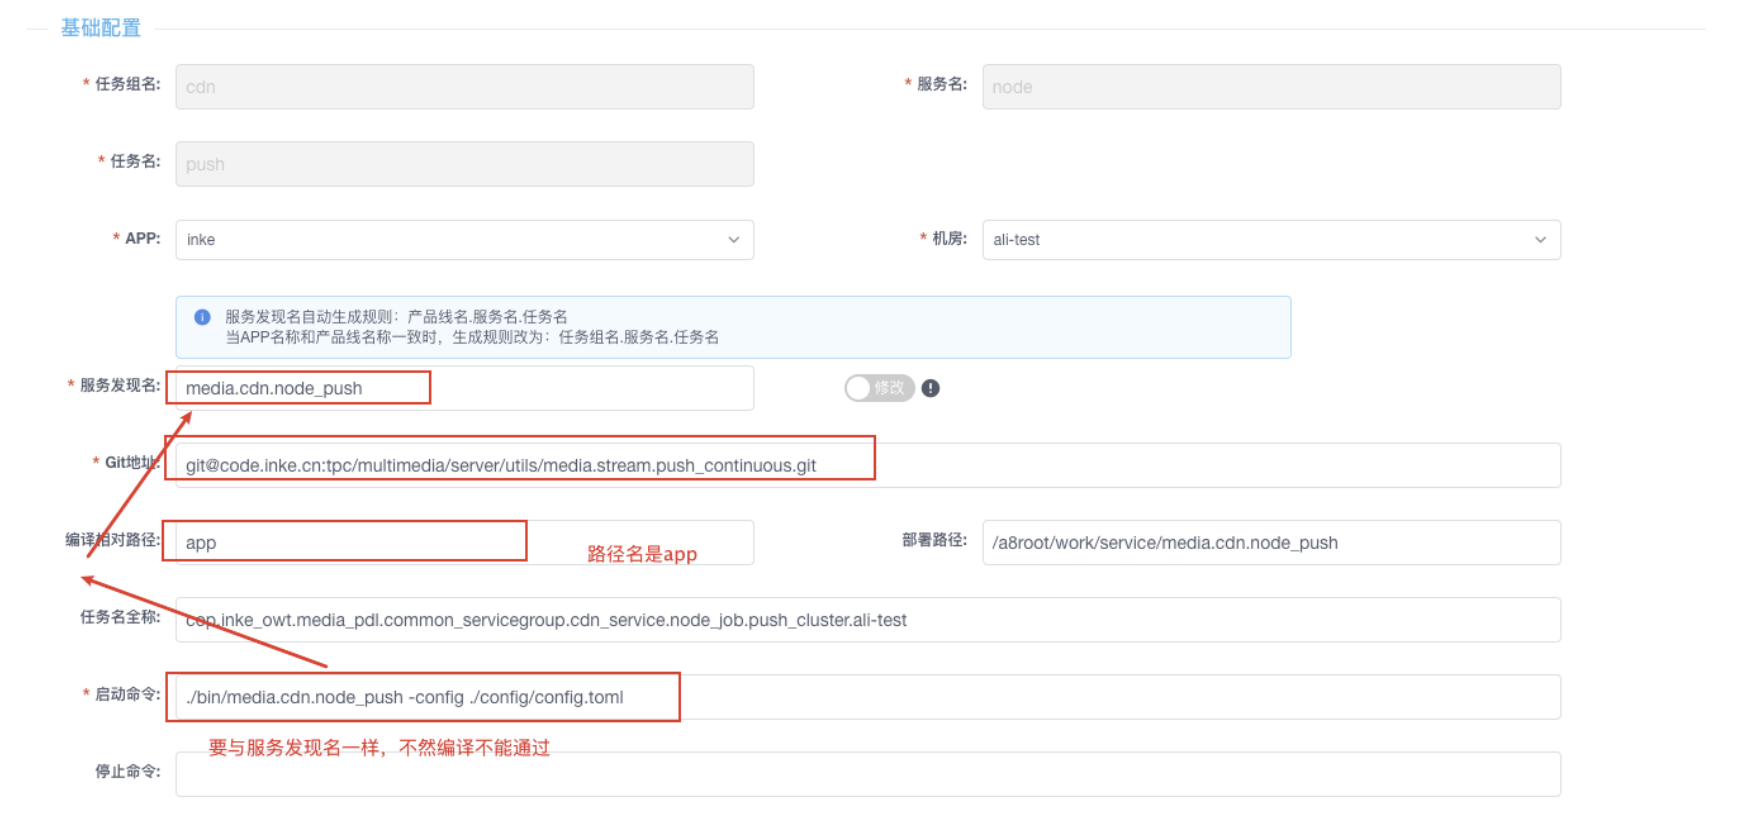 基础配置
* 任务组名: cdn
* 服务名: node
* 任务名: push
* APP: inke
* 机房: ali-test
服务发现名自动生成规则：产品线名.服务名.任务名
当APP名称和产品线名称一致时，生成规则改为：任务组名.服务名.任务名
* 服务发现名: media.cdn.node_push
修改
* Git地址: git@code.inke.cn:tpc/multimedia/server/utils/media.stream.push_continuous.git
编译相对路径: app
路径名是app
部署路径: /a8root/work/service/media.cdn.node_push
任务名全称: cop.inke_owt.media_pdl.common_servicegroup.cdn_service.node_job.push_cluster.ali-test
* 启动命令: ./bin/media.cdn.node_push -config ./config/config.toml
要与服务发现名一样，不然编译不能通过
停止命令: